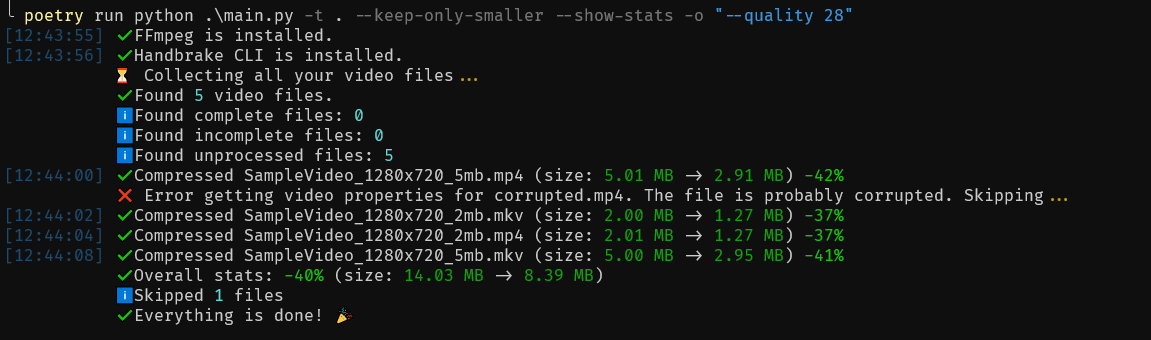 poetry run python .\main.py -t . --keep-only-smaller --show-stats -o "--quality 28"
[12:43:55] ✓FFmpeg is installed.
[12:43:56] ✓Handbrake CLI is installed.
⏳ Collecting all your video files...
✓Found 5 video files.
ℹFound complete files: 0
ℹFound incomplete files: 0
ℹFound unprocessed files: 5
[12:44:00] ✓Compressed SampleVideo_1280x720_5mb.mp4 (size: 5.01 MB → 2.91 MB) -42%
❌ Error getting video properties for corrupted.mp4. The file is probably corrupted. Skipping...
[12:44:02] ✓Compressed SampleVideo_1280x720_2mb.mkv (size: 2.00 MB → 1.27 MB) -37%
[12:44:04] ✓Compressed SampleVideo_1280x720_2mb.mp4 (size: 2.01 MB → 1.27 MB) -37%
[12:44:08] ✓Compressed SampleVideo_1280x720_5mb.mkv (size: 5.00 MB → 2.95 MB) -41%
✓Overall stats: -40% (size: 14.03 MB → 8.39 MB)
ℹSkipped 1 files
✓Everything is done! 🎉